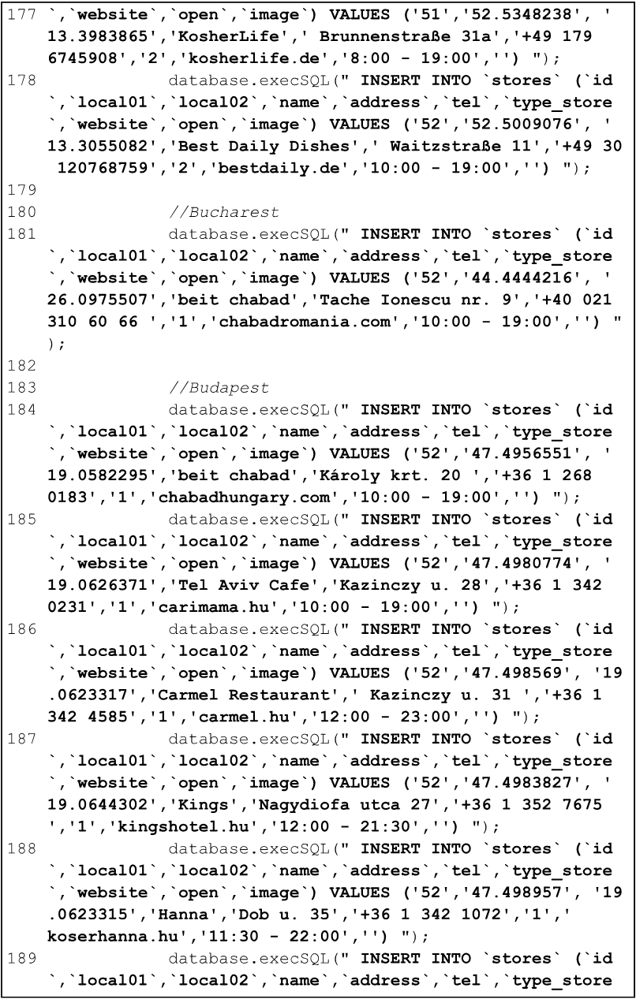 177 `,`website`,`open`,`image`) VALUES ('51','52.5348238', '
13.3983865','KosherLife',' Brunnenstraße 31a','+49 179
6745908','2','kosherlife.de','8:00 - 19:00','') ");
178 database.execSQL(" INSERT INTO `stores` (`id
`,`local01`,`local02`,`name`,`address`,`tel`,`type_store
`,`website`,`open`,`image`) VALUES ('52','52.5009076', '
13.3055082','Best Daily Dishes',' Waitzstraße 11','+49 30
120768759','2','bestdaily.de','10:00 - 19:00','') ");
179
180 //Bucharest
181 database.execSQL(" INSERT INTO `stores` (`id
`,`local01`,`local02`,`name`,`address`,`tel`,`type_store
`,`website`,`open`,`image`) VALUES ('52','44.4444216', '
26.0975507','beit chabad','Tache Ionescu nr. 9','+40 021
310 60 66 ','1','chabadromania.com','10:00 - 19:00','') "
);
182
183 //Budapest
184 database.execSQL(" INSERT INTO `stores` (`id
`,`local01`,`local02`,`name`,`address`,`tel`,`type_store
`,`website`,`open`,`image`) VALUES ('52','47.4956551', '
19.0582295','beit chabad','Károly krt. 20 ','+36 1 268
0183','1','chabadhungary.com','10:00 - 19:00','') ");
185 database.execSQL(" INSERT INTO `stores` (`id
`,`local01`,`local02`,`name`,`address`,`tel`,`type_store
`,`website`,`open`,`image`) VALUES ('52','47.4980774', '
19.0626371','Tel Aviv Cafe','Kazinczy u. 28','+36 1 342
0231','1','carimama.hu','10:00 - 19:00','') ");
186 database.execSQL(" INSERT INTO `stores` (`id
`,`local01`,`local02`,`name`,`address`,`tel`,`type_store
`,`website`,`open`,`image`) VALUES ('52','47.498569', '19
.0623317','Carmel Restaurant',' Kazinczy u. 31 ','+36 1
342 4585','1','carmel.hu','12:00 - 23:00','') ");
187 database.execSQL(" INSERT INTO `stores` (`id
`,`local01`,`local02`,`name`,`address`,`tel`,`type_store
`,`website`,`open`,`image`) VALUES ('52','47.4983827', '
19.0644302','Kings','Nagydiofa utca 27','+36 1 352 7675
','1','kingshotel.hu','12:00 - 21:30','') ");
188 database.execSQL(" INSERT INTO `stores` (`id
`,`local01`,`local02`,`name`,`address`,`tel`,`type_store
`,`website`,`open`,`image`) VALUES ('52','47.498957', '19
.0623315','Hanna','Dob u. 35','+36 1 342 1072','1','
koserhanna.hu','11:30 - 22:00','') ");
189 database.execSQL(" INSERT INTO `stores` (`id
`,`local01`,`local02`,`name`,`address`,`tel`,`type_store